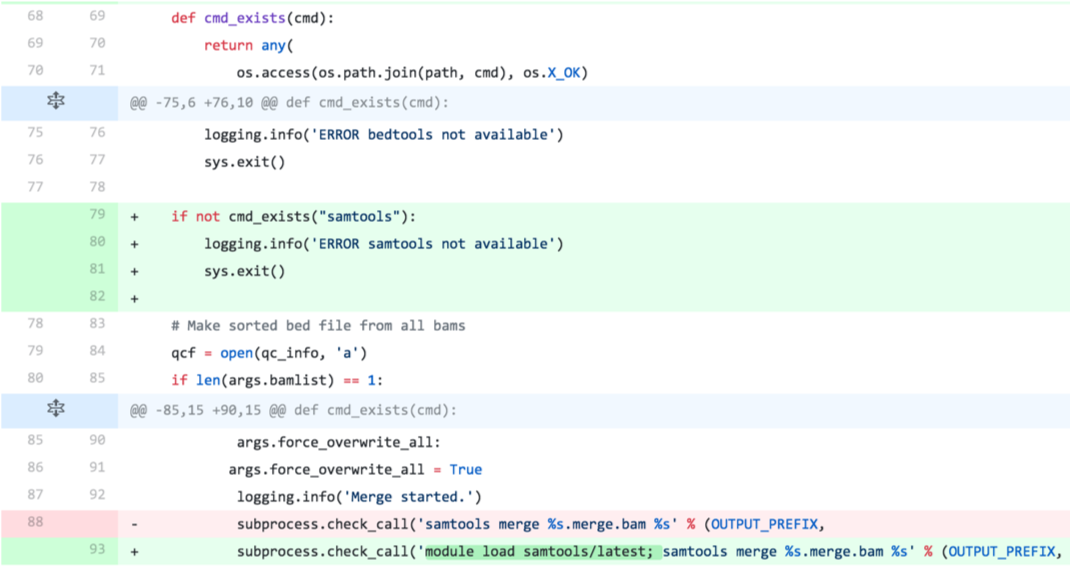 68 69 def cmd_exists(cmd):
69 70 return any(
70 71 os.access(os.path.join(path, cmd), os.X_OK)
@@ -75,6 +76,10 @@ def cmd_exists(cmd):
75 76 logging.info('ERROR bedtools not available')
76 77 sys.exit()
77 78
79 + if not cmd_exists("samtools"):
80 + logging.info('ERROR samtools not available')
81 + sys.exit()
82 +
78 83 # Make sorted bed file from all bams
79 84 qcf = open(qc_info, 'a')
80 85 if len(args.bamlist) == 1:
@@ -85,15 +90,15 @@ def cmd_exists(cmd):
85 90 args.force_overwrite_all:
86 91 args.force_overwrite_all = True
87 92 logging.info('Merge started.')
88 - subprocess.check_call('samtools merge %s.merge.bam %s' % (OUTPUT_PREFIX,
93 + subprocess.check_call('module load samtools/latest; samtools merge %s.merge.bam %s' % (OUTPUT_PREFIX,